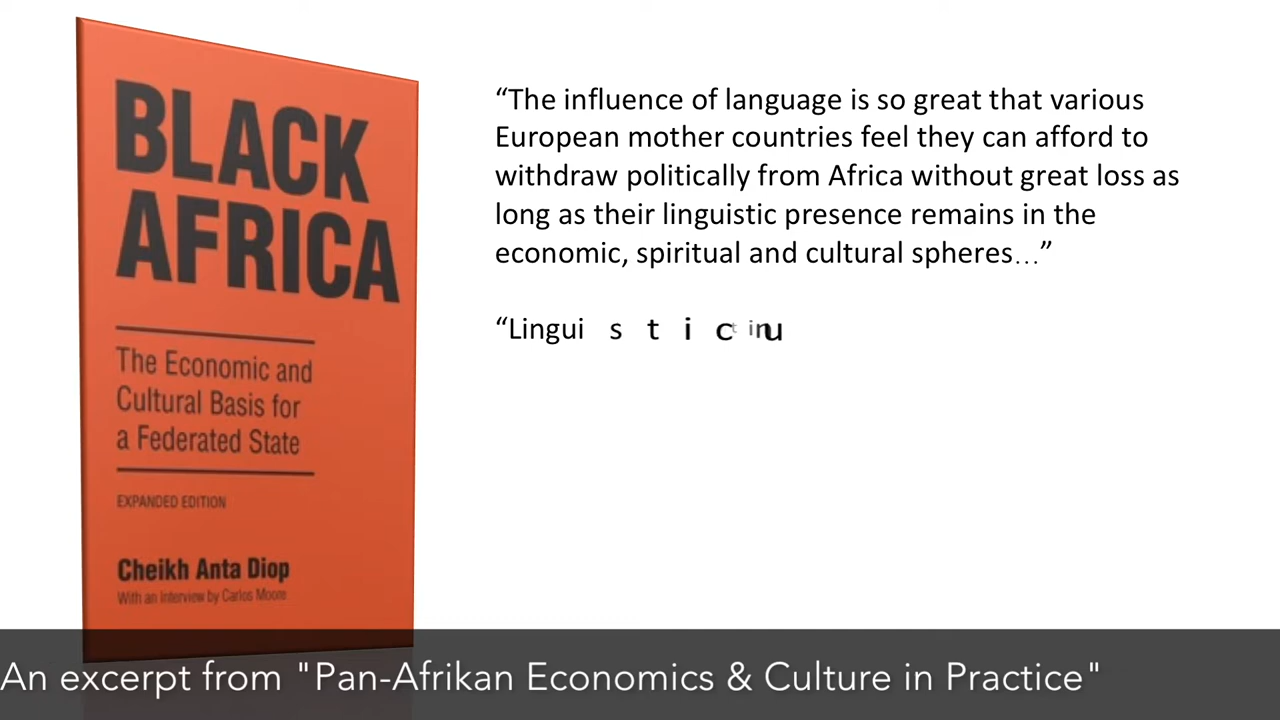 BLACK
AFRICA
The Economic and
Cultural Basis for
a Federated State
EXPANDED EDITION
Cheikh Anta Diop
With an Interview by Carlos Moore
“The influence of language is so great that various
European mother countries feel they can afford to
withdraw politically from Africa without great loss as
long as their linguistic presence remains in the
economic, spiritual and cultural spheres…”
“Linguistic
An excerpt from "Pan-Afrikan Economics & Culture in Practice"